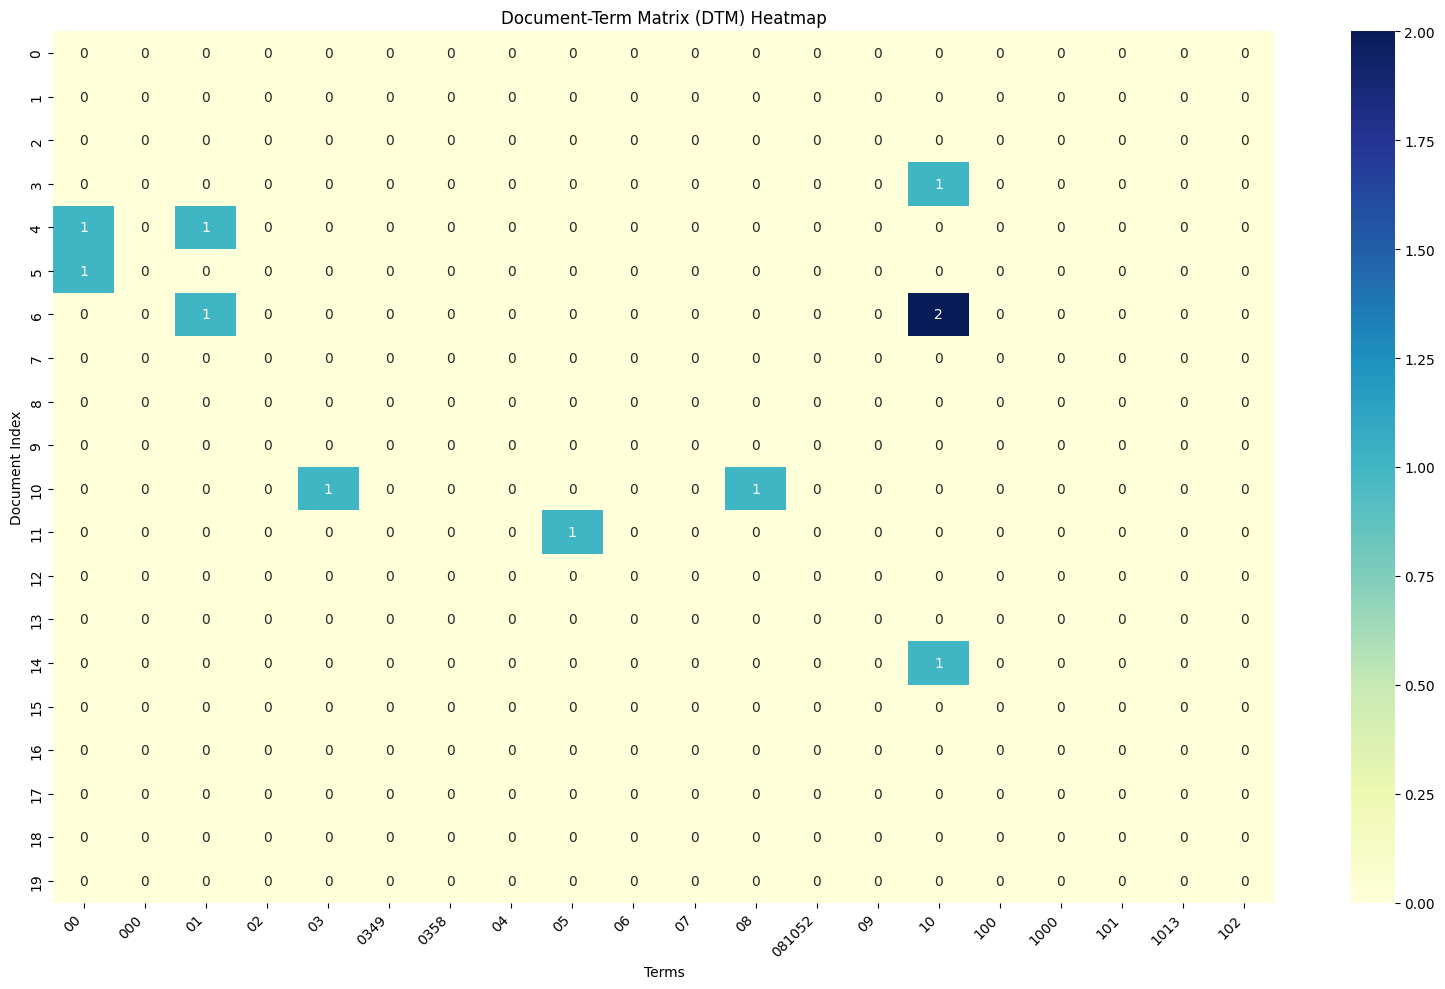 Document-Term Matrix (DTM) Heatmap
Document Index
0 0 0 0 0 0 0 0 0 0 0 0 0 0 0 0 0 0 0 0 0
1 0 0 0 0 0 0 0 0 0 0 0 0 0 0 0 0 0 0 0 0
2 0 0 0 0 0 0 0 0 0 0 0 0 0 0 0 0 0 0 0 0
3 0 0 0 0 0 0 0 0 0 0 0 0 0 0 1 0 0 0 0 0
4 1 0 1 0 0 0 0 0 0 0 0 0 0 0 0 0 0 0 0 0
5 1 0 0 0 0 0 0 0 0 0 0 0 0 0 0 0 0 0 0 0
6 0 0 1 0 0 0 0 0 0 0 0 0 0 0 2 0 0 0 0 0
7 0 0 0 0 0 0 0 0 0 0 0 0 0 0 0 0 0 0 0 0
8 0 0 0 0 0 0 0 0 0 0 0 0 0 0 0 0 0 0 0 0
9 0 0 0 0 0 0 0 0 0 0 0 0 0 0 0 0 0 0 0 0
10 0 0 0 0 1 0 0 0 0 0 0 1 0 0 0 0 0 0 0 0
11 0 0 0 0 0 0 0 0 1 0 0 0 0 0 0 0 0 0 0 0
12 0 0 0 0 0 0 0 0 0 0 0 0 0 0 0 0 0 0 0 0
13 0 0 0 0 0 0 0 0 0 0 0 0 0 0 0 0 0 0 0 0
14 0 0 0 0 0 0 0 0 0 0 0 0 0 0 1 0 0 0 0 0
15 0 0 0 0 0 0 0 0 0 0 0 0 0 0 0 0 0 0 0 0
16 0 0 0 0 0 0 0 0 0 0 0 0 0 0 0 0 0 0 0 0
17 0 0 0 0 0 0 0 0 0 0 0 0 0 0 0 0 0 0 0 0
18 0 0 0 0 0 0 0 0 0 0 0 0 0 0 0 0 0 0 0 0
19 0 0 0 0 0 0 0 0 0 0 0 0 0 0 0 0 0 0 0 0
00 000 01 02 03 0349 0358 04 05 06 07 08 081052 09 10 100 1000 101 1013 102
Terms
2.00
1.75
1.50
1.25
1.00
0.75
0.50
0.25
0.00